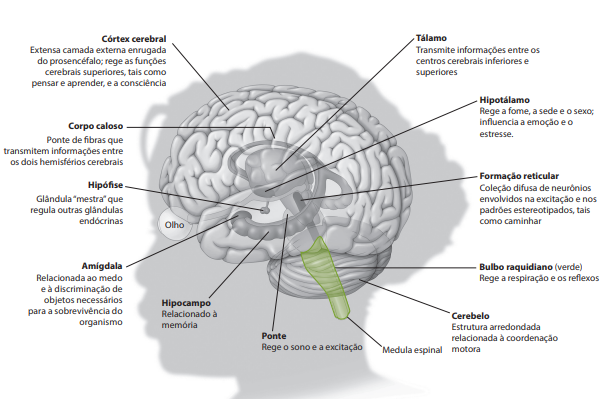 Córtex cerebral
Extensa camada externa enrugada
do prosencéfalo; rege as funções
cerebrais superiores, tais como
pensar e aprender, e a consciência
Corpo caloso
Ponte de fibras que
transmitem informações entre
os dois hemisférios cerebrais
Hipófise
Glândula “mestra” que
regula outras glândulas
endócrinas
Olho
Amígdala
Relacionada ao medo
e à discriminação de
objetos necessários
para a sobrevivência do
organismo
Hipocampo
Relacionado à
memória
Ponte
Rege o sono e a excitação
Tálamo
Transmite informações entre os
centros cerebrais inferiores e
superiores
Hipotálamo
Rege a fome, a sede e o sexo;
influencia a emoção e o
estresse.
Formação reticular
Coleção difusa de neurônios
envolvidos na excitação e nos
padrões estereotipados, tais
como caminhar
Bulbo raquidiano (verde)
Rege a respiração e os reflexos
Cerebelo
Estrutura arredondada
relacionada à coordenação
motora
Medula espinal